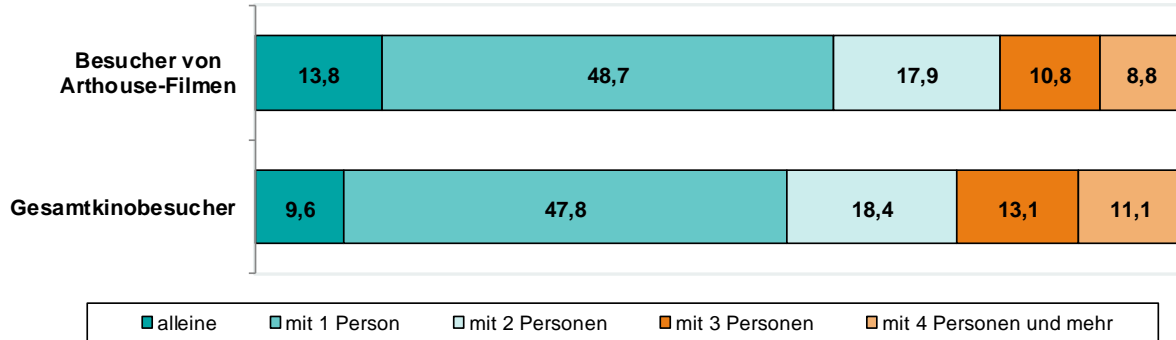 Besucher von
Arthouse-Filmen
13,8 48,7 17,9 10,8 8,8
Gesamtkinobesucher
9,6 47,8 18,4 13,1 11,1
alleine mit 1 Person mit 2 Personen mit 3 Personen mit 4 Personen und mehr